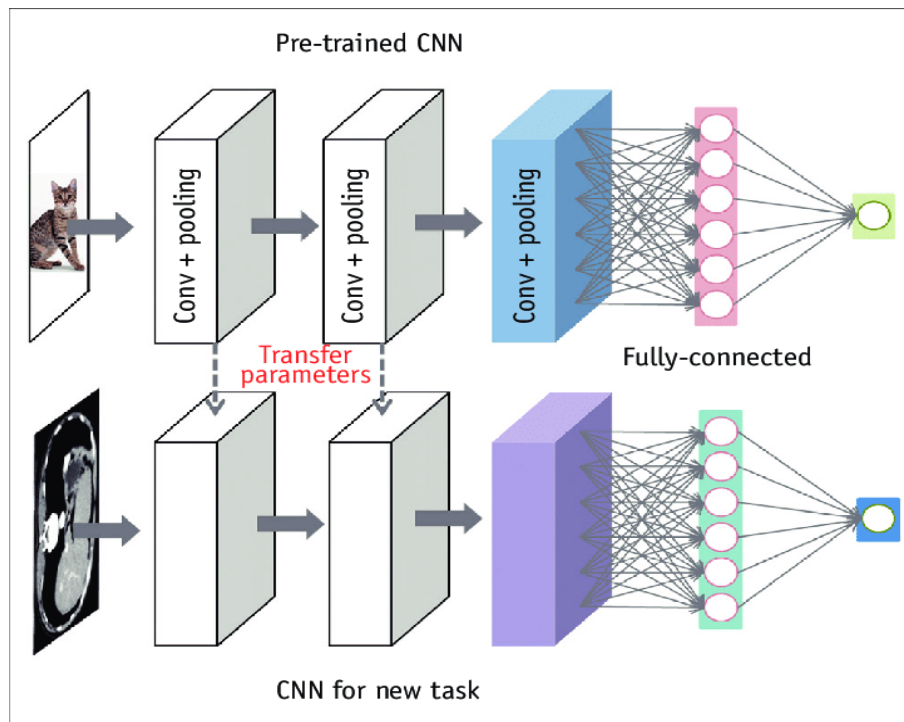 Pre-trained CNN
Conv + pooling
Conv + pooling
Conv + pooling
Transfer
parameters
Fully-connected
CNN for new task